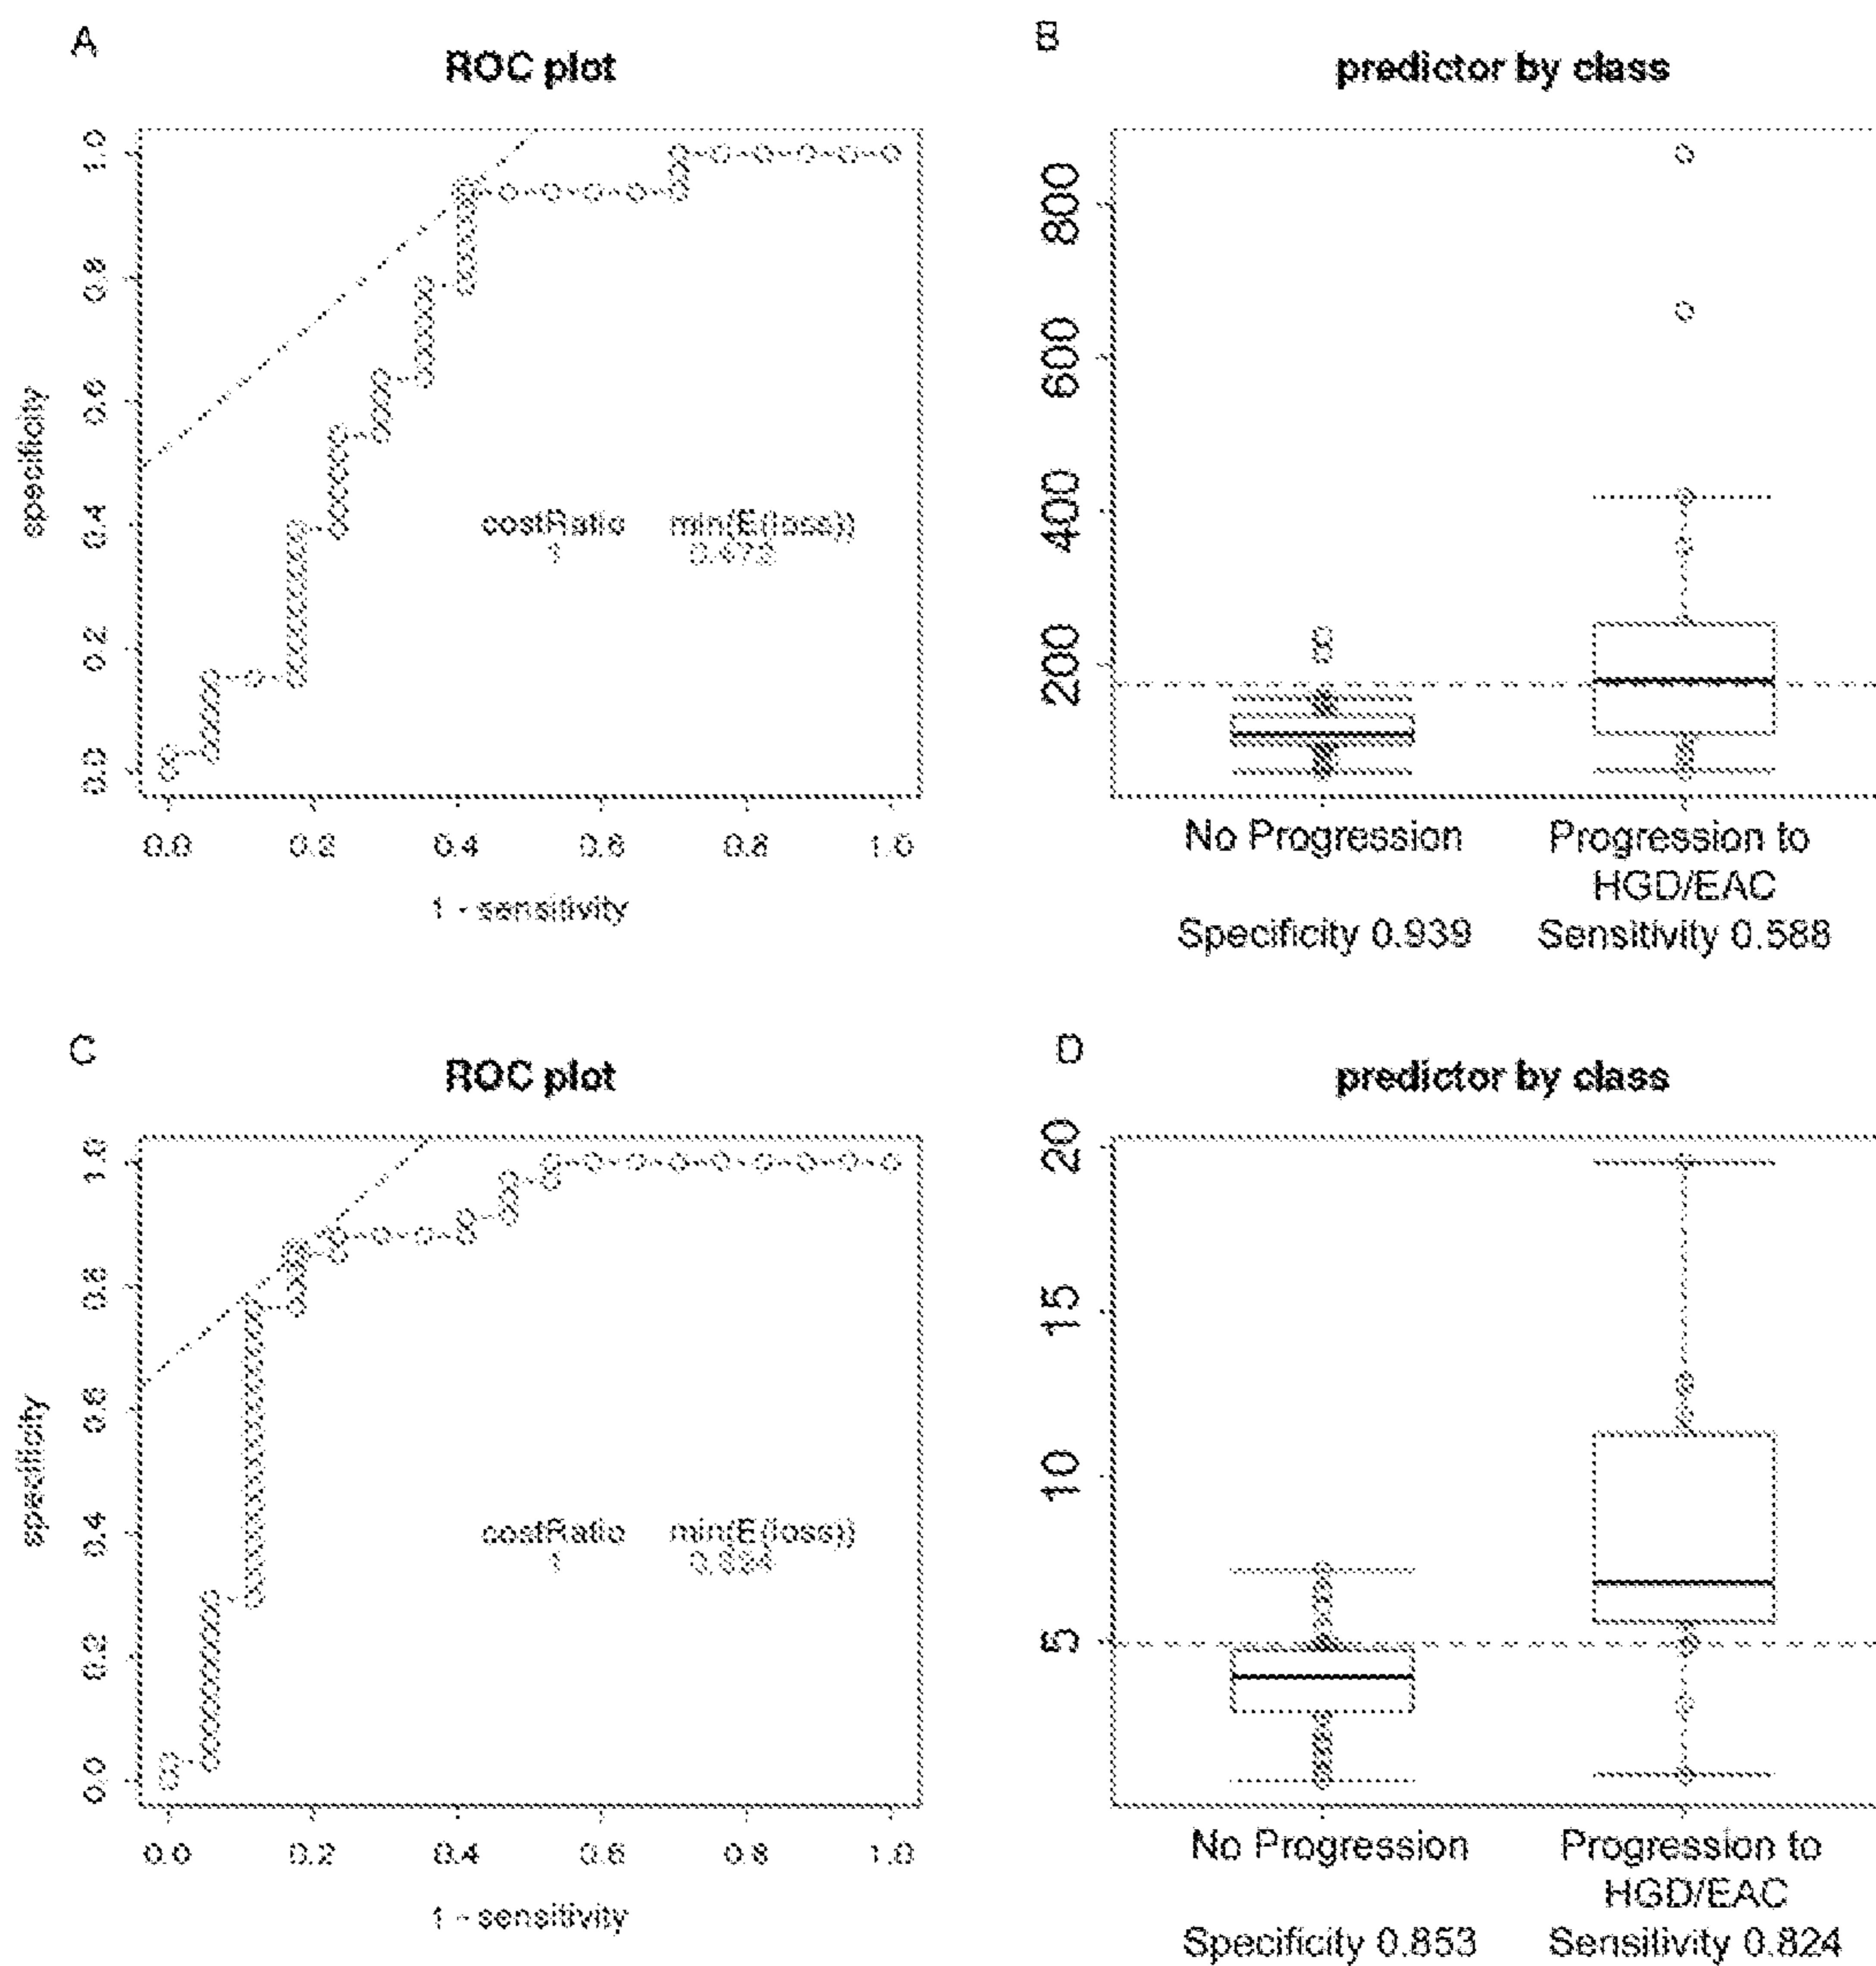 A
ROC plot
specificity
1.0
0.8
0.6
0.4
0.2
0.0
costRatio min(E(loss))
1 0.472
0.0 0.2 0.4 0.6 0.8 1.0
1 - sensitivity
B
predictor by class
800
600
400
200
No Progression
Specificity 0.939
Progression to
HGD/EAC
Sensitivity 0.588
C
ROC plot
specificity
1.0
0.8
0.6
0.4
0.2
0.0
costRatio min(E(loss))
1
0.0 0.2 0.4 0.6 0.8 1.0
1 - sensitivity
D
predictor by class
20
15
10
5
No Progression
Specificity 0.853
Progression to
HGD/EAC
Sensitivity 0.824